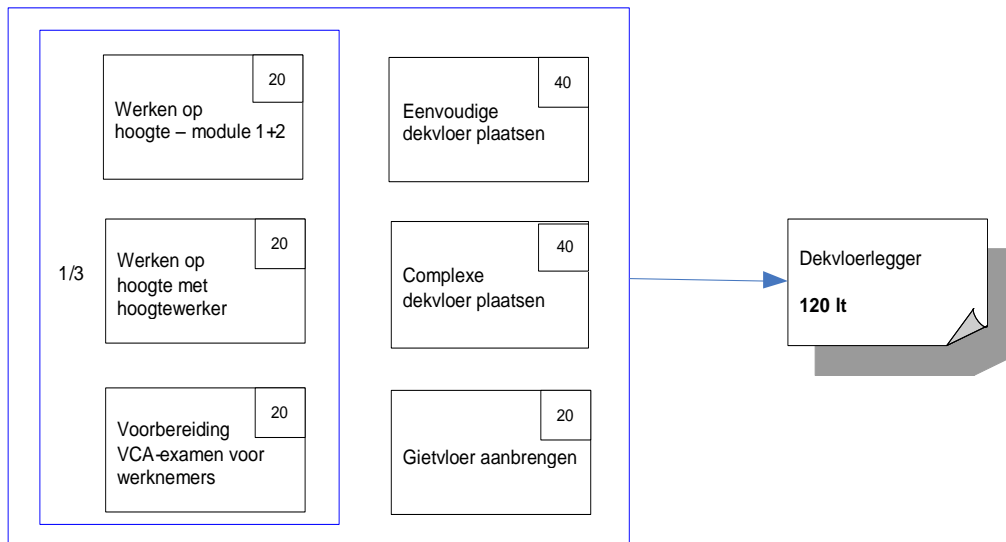 20
Werken op
hoogte – module 1+2
40
Eenvoudige
dekvloer plaatsen
1/3
20
Werken op
hoogte met
hoogtewerker
40
Complexe
dekvloer plaatsen
Dekvloerlegger
120 lt
20
Voorbereiding
VCA-examen voor
werknemers
20
Gietvloer aanbrengen